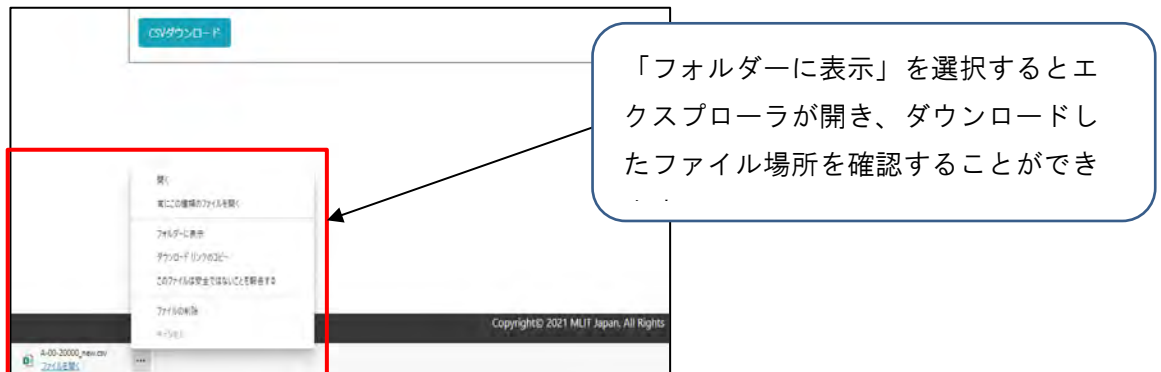 CSVダウンロード
「フォルダーに表示」を選択するとエ
クスプローラが開き、ダウンロードし
たファイル場所を確認することができ
開く
常にこの種類のファイルを開く
フォルダーに表示
ダウンロード リンクのコピー
このファイルは安全ではないことを報告する
ファイルの削除
キャンセル
Copyright© 2021 MLIT Japan. All Rights
A-00-20000_new.csv
ファイルを開く